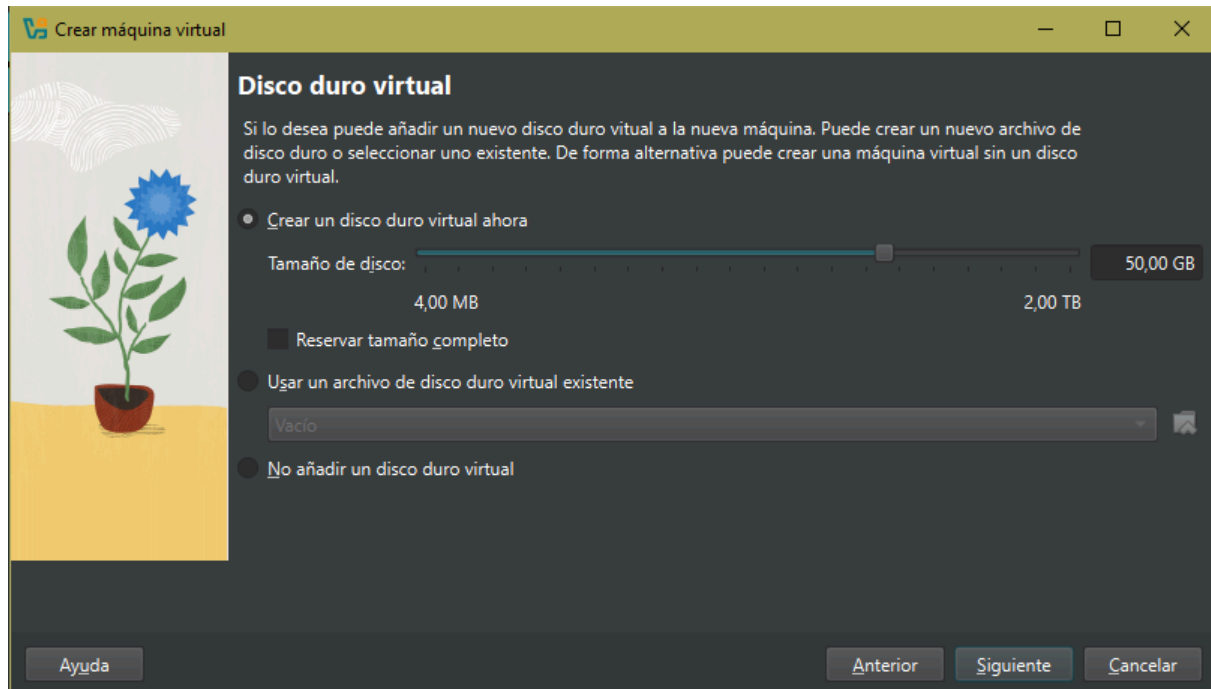 Crear máquina virtual
Disco duro virtual
Si lo desea puede añadir un nuevo disco duro vitual a la nueva máquina. Puede crear un nuevo archivo de
disco duro o seleccionar uno existente. De forma alternativa puede crear una máquina virtual sin un disco
duro virtual.
Crear un disco duro virtual ahora
Tamaño de disco: 50,00 GB
4,00 MB 2,00 TB
Reservar tamaño completo
Usar un archivo de disco duro virtual existente
Vacío
No añadir un disco duro virtual
Ayuda Anterior Siguiente Cancelar